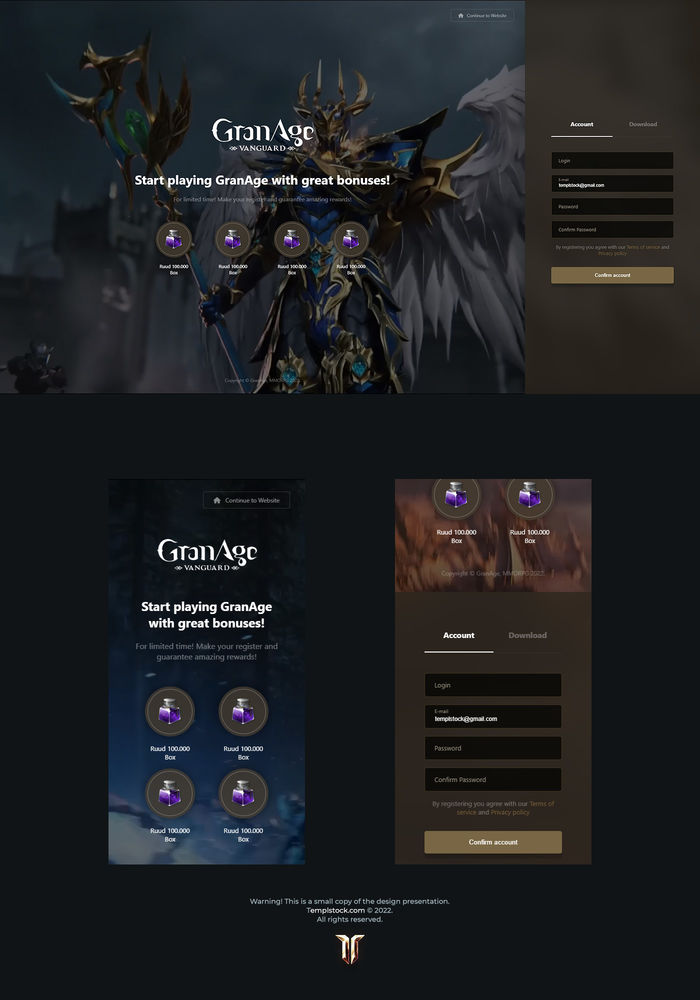 Continue to Website
GranAge
VANGUARD
Start playing GranAge with great bonuses!
For limited time! Make your register and guarantee amazing rewards!
Ruud 100.000
Box
Ruud 100.000
Box
Ruud 100.000
Box
Ruud 100.000
Box
Copyright © GranAge, MMORPG 2022.
Account
Download
Login
E-mail
templstock@gmail.com
Password
Confirm Password
By registering you agree with our Terms of service and
Privacy policy
Confirm account
Continue to Website
GranAge
VANGUARD
Start playing GranAge
with great bonuses!
For limited time! Make your register and
guarantee amazing rewards!
Ruud 100.000
Box
Ruud 100.000
Box
Ruud 100.000
Box
Ruud 100.000
Box
Ruud 100.000
Box
Ruud 100.000
Box
Copyright © GranAge, MMORPG 2022.
Account
Download
Login
E-mail
templstock@gmail.com
Password
Confirm Password
By registering you agree with our Terms of
service and Privacy policy
Confirm account
Warning! This is a small copy of the design presentation.
Templstock.com © 2022.
All rights reserved.